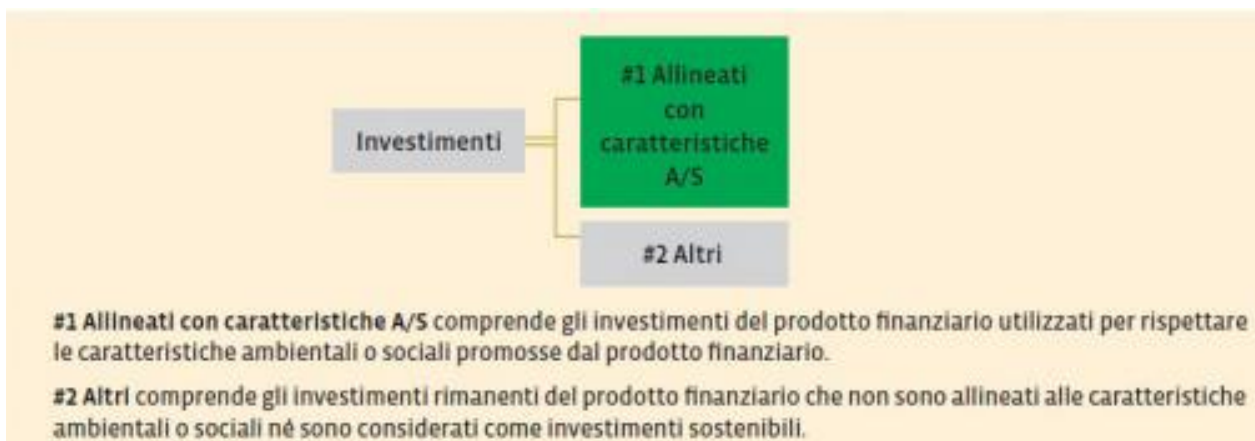 #1 Allineati
con
caratteristiche
A/S
Investimenti
#2 Altri
#1 Allineati con caratteristiche A/S comprende gli investimenti del prodotto finanziario utilizzati per rispettare
le caratteristiche ambientali o sociali promosse dal prodotto finanziario.
#2 Altri comprende gli investimenti rimanenti del prodotto finanziario che non sono allineati alle caratteristiche
ambientali o sociali né sono considerati come investimenti sostenibili.